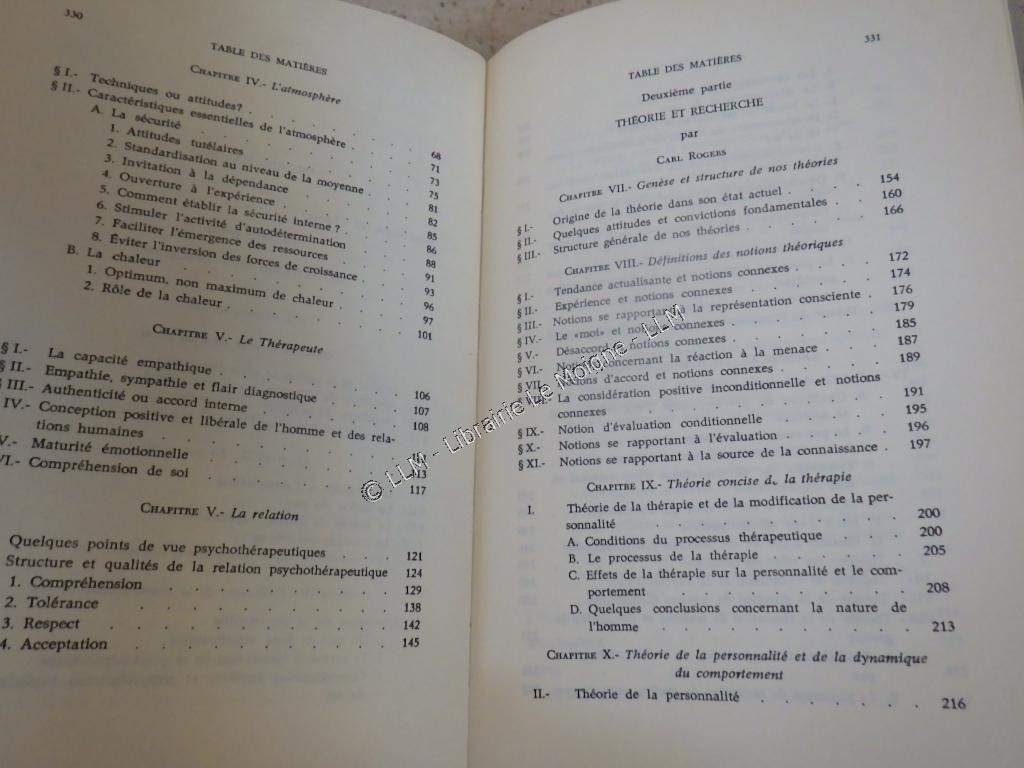 330
TABLE DES MATIÈRES
CHAPITRE IV.- L'atmosphère
§ I.- Techniques ou attitudes? . . . 68
§ II.- Caractéristiques essentielles de l'atmosphère . . . 71
A. La sécurité . . . 73
1. Attitudes tutélaires . . . 75
2. Standardisation au niveau de la moyenne . . . 81
3. Invitation à la dépendance . . . 82
4. Ouverture à l'expérience . . . 85
5. Comment établir la sécurité interne ? . . . 86
6. Stimuler l'activité d'autodétermination . . . 88
7. Faciliter l'émergence des ressources . . . 91
8. Éviter l'inversion des forces de croissance . . . 93
B. La chaleur . . . 96
1. Optimum, non maximum de chaleur . . . 97
2. Rôle de la chaleur . . . 101
CHAPITRE V.- Le Thérapeute
§ I.- La capacité empathique . . . 106
§ II.- Empathie, sympathie et flair diagnostique . . . 107
§ III.- Authenticité ou accord interne . . . 108
IV.- Conception positive et libérale de l'homme et des rela-
tions humaines . . .
V.- Maturité émotionnelle . . . 113
VI.- Compréhension de soi . . . 117
CHAPITRE V.- La relation
Quelques points de vue psychothérapeutiques . . . 121
Structure et qualités de la relation psychothérapeutique 124
1. Compréhension . . . 129
2. Tolérance . . . 138
3. Respect . . . 142
4. Acceptation . . . 145
331
TABLE DES MATIÈRES
Deuxième partie
THÉORIE ET RECHERCHE
par
CARL ROGERS
CHAPITRE VII.- Genèse et structure de nos théories
§ I.- Origine de la théorie dans son état actuel . . . 154
§ II.- Quelques attitudes et convictions fondamentales . . . 160
§ III.- Structure générale de nos théories . . . 166
CHAPITRE VIII.- Définitions des notions théoriques
§ I.- Tendance actualisante et notions connexes . . . 172
§ II.- Expérience et notions connexes . . . 174
§ III.- Notions se rapportant à la représentation consciente . 176
§ IV.- Le «moi» et notions connexes . . . 179
§ V.- Désaccord et notions connexes . . . 185
§ VI.- Notions concernant la réaction à la menace . . . 187
§ VII.- Notions d'accord et notions connexes . . . 189
§ VIII.- La considération positive inconditionnelle et notions
connexes . . . 191
§ IX.- Notion d'évaluation conditionnelle . . . 195
§ X.- Notions se rapportant à l'évaluation . . . 196
§ XI.- Notions se rapportant à la source de la connaissance . 197
CHAPITRE IX.- Théorie concise de la thérapie
I. Théorie de la thérapie et de la modification de la per-
sonnalité . . . 200
A. Conditions du processus thérapeutique . . . 200
B. Le processus de la thérapie . . . 205
C. Effets de la thérapie sur la personnalité et le com-
portement . . . 208
D. Quelques conclusions concernant la nature de
l'homme . . . 213
CHAPITRE X.- Théorie de la personnalité et de la dynamique
du comportement
II.- Théorie de la personnalité . . . 216
© LLM - Librairie Le Moigne - LLM